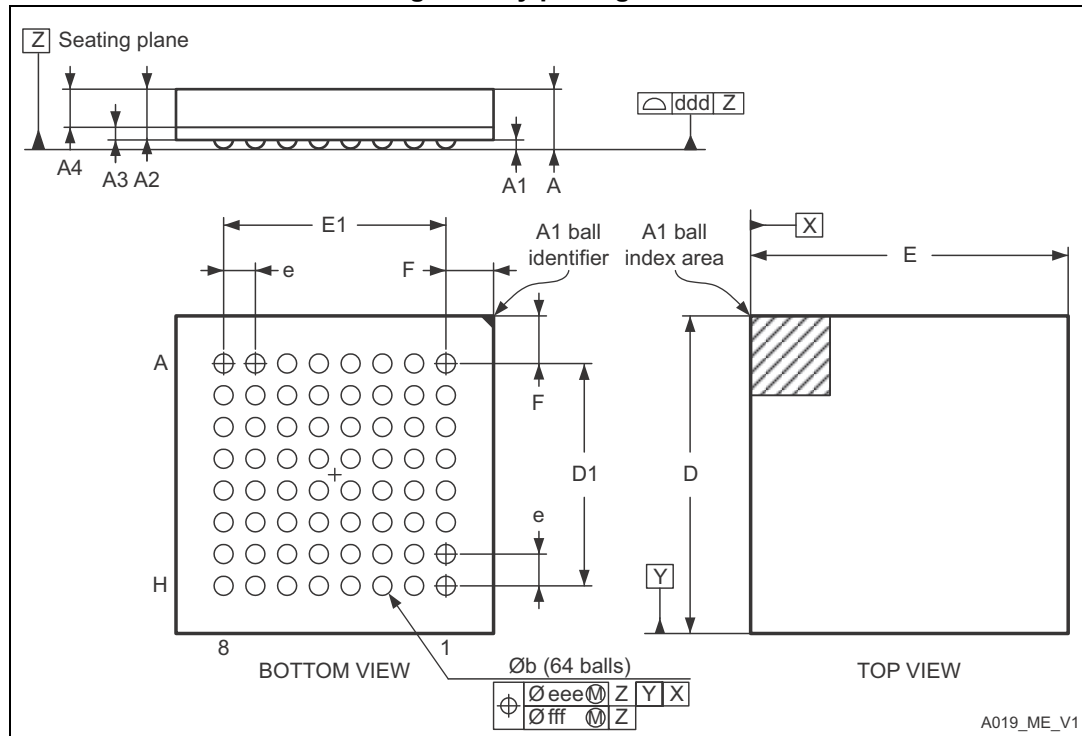 Z Seating plane
ddd Z
A4 A3 A2 A1 A
E1
A1 ball identifier
A1 ball index area
X
e F E
A
F
D1 D
e
H
Y
8 1
BOTTOM VIEW
Øb (64 balls)
TOP VIEW
Ø eee Ⓜ Z Y X
Ø fff Ⓜ Z
A019_ME_V1